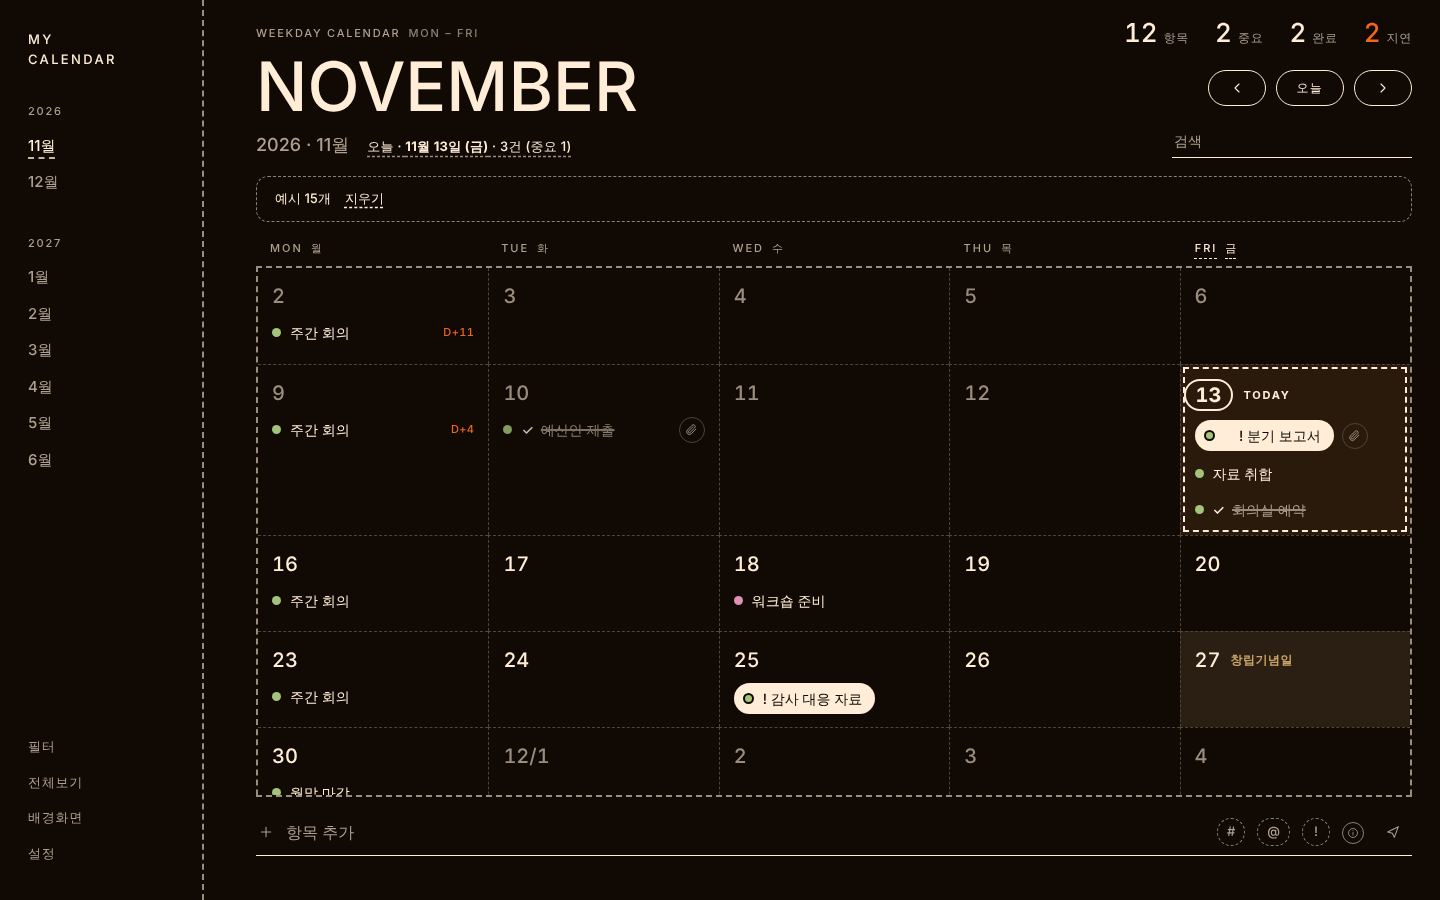 MY
CALENDAR
2026
11월
12월
2027
1월
2월
3월
4월
5월
6월
필터
전체보기
배경화면
설정
WEEKDAY CALENDAR MON – FRI
NOVEMBER
2026 · 11월 오늘 · 11월 13일 (금) · 3건 (중요 1)
12 항목 2 중요 2 완료 2 지연
오늘
검색
예시 15개 지우기
MON 월 TUE 화 WED 수 THU 목 FRI 금
2 3 4 5 6
주간 회의 D+11
9 10 11 12 13 TODAY
주간 회의 D+4 예산안 제출 ! 분기 보고서
자료 취합
회의실 예약
16 17 18 19 20
주간 회의 워크숍 준비
23 24 25 26 27 창립기념일
주간 회의 ! 감사 대응 자료
30 12/1 2 3 4
월말 마감
+ 항목 추가 # @ !